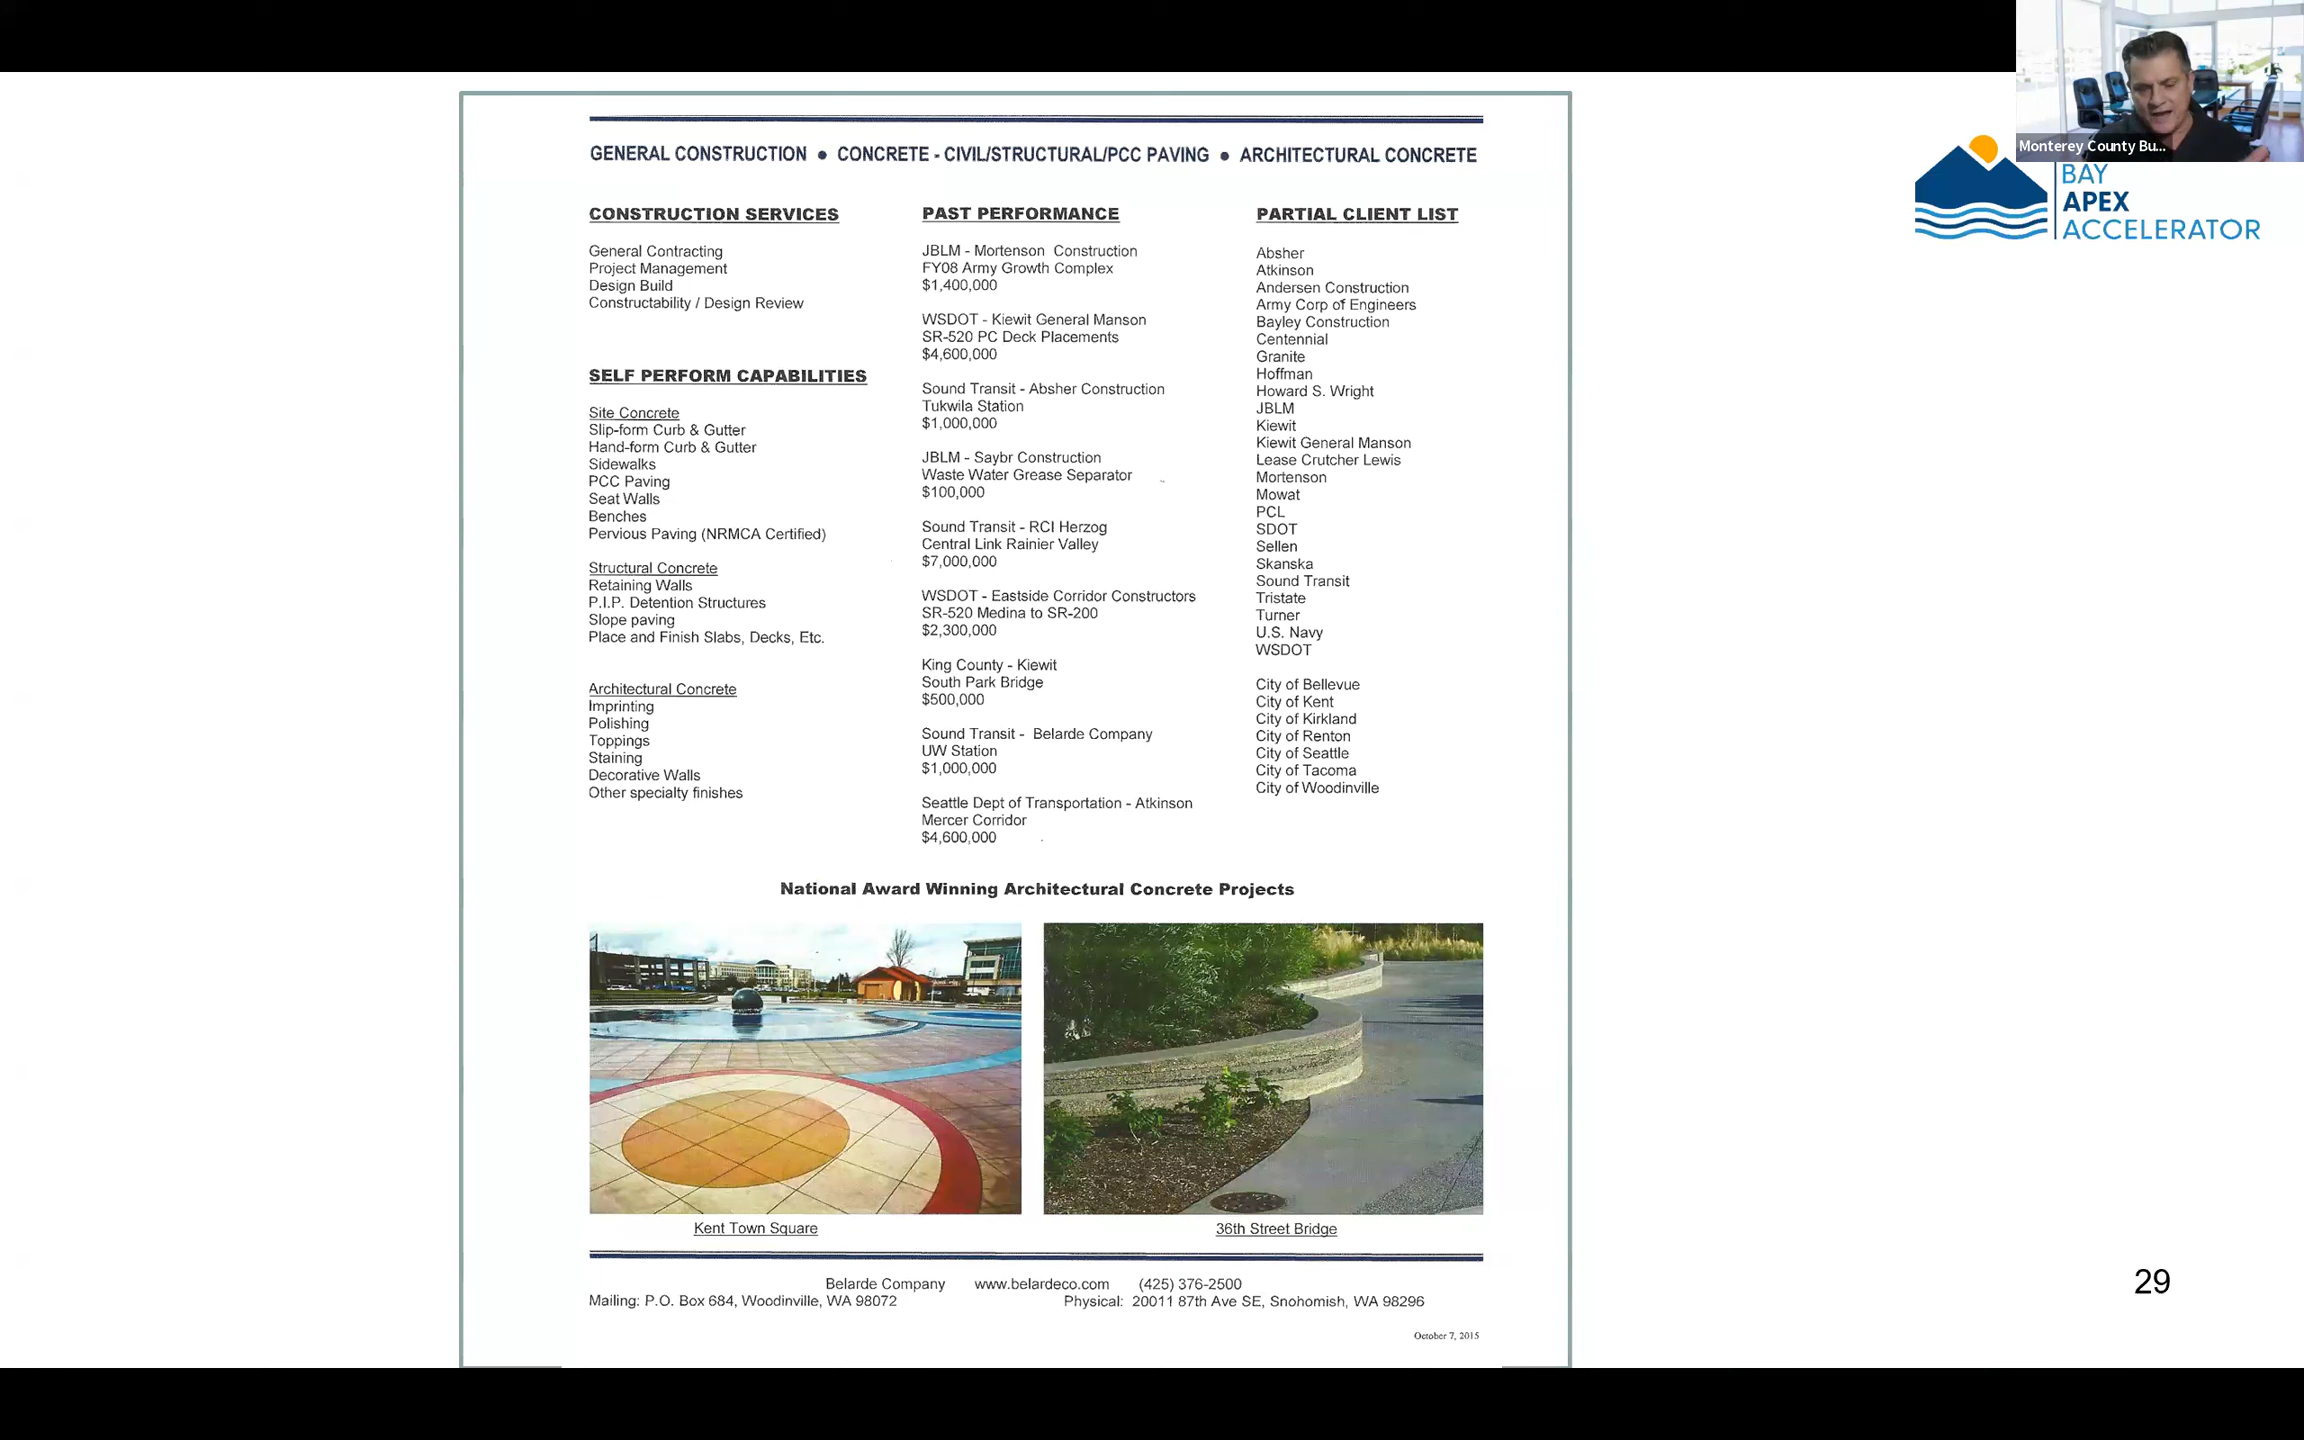 Monterey County Bu...
BAY
APEX
ACCELERATOR
GENERAL CONSTRUCTION ● CONCRETE - CIVIL/STRUCTURAL/PCC PAVING ● ARCHITECTURAL CONCRETE
CONSTRUCTION SERVICES
General Contracting
Project Management
Design Build
Constructability / Design Review
SELF PERFORM CAPABILITIES
Site Concrete
Slip-form Curb & Gutter
Hand-form Curb & Gutter
Sidewalks
PCC Paving
Seat Walls
Benches
Pervious Paving (NRMCA Certified)
Structural Concrete
Retaining Walls
P.I.P. Detention Structures
Slope paving
Place and Finish Slabs, Decks, Etc.
Architectural Concrete
Imprinting
Polishing
Toppings
Staining
Decorative Walls
Other specialty finishes
PAST PERFORMANCE
JBLM - Mortenson Construction
FY08 Army Growth Complex
$1,400,000
WSDOT - Kiewit General Manson
SR-520 PC Deck Placements
$4,600,000
Sound Transit - Absher Construction
Tukwila Station
$1,000,000
JBLM - Saybr Construction
Waste Water Grease Separator
$100,000
Sound Transit - RCI Herzog
Central Link Rainier Valley
$7,000,000
WSDOT - Eastside Corridor Constructors
SR-520 Medina to SR-200
$2,300,000
King County - Kiewit
South Park Bridge
$500,000
Sound Transit - Belarde Company
UW Station
$1,000,000
Seattle Dept of Transportation - Atkinson
Mercer Corridor
$4,600,000
PARTIAL CLIENT LIST
Absher
Atkinson
Andersen Construction
Army Corp of Engineers
Bayley Construction
Centennial
Granite
Hoffman
Howard S. Wright
JBLM
Kiewit
Kiewit General Manson
Lease Crutcher Lewis
Mortenson
Mowat
PCL
SDOT
Sellen
Skanska
Sound Transit
Tristate
Turner
U.S. Navy
WSDOT
City of Bellevue
City of Kent
City of Kirkland
City of Renton
City of Seattle
City of Tacoma
City of Woodinville
National Award Winning Architectural Concrete Projects
Kent Town Square
36th Street Bridge
Belarde Company www.belardeco.com (425) 376-2500
Mailing: P.O. Box 684, Woodinville, WA 98072 Physical: 20011 87th Ave SE, Snohomish, WA 98296
October 7, 2015
29